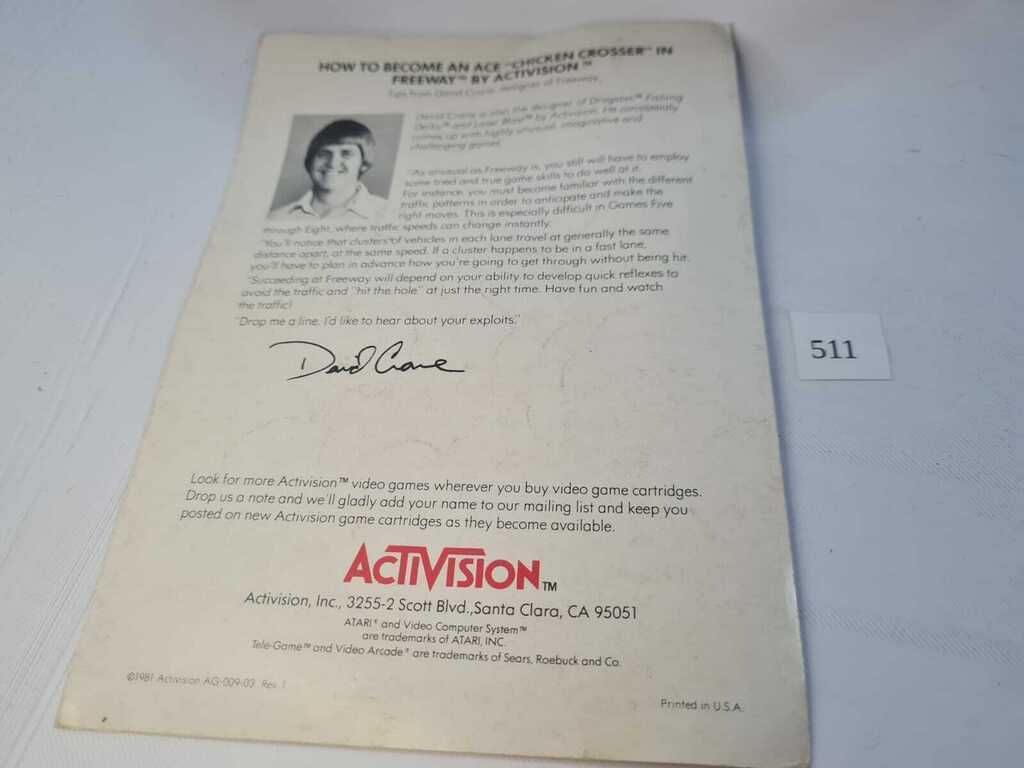 HOW TO BECOME AN ACE "CHICKEN CROSSER" IN
FREEWAY™ BY ACTIVISION™
Tips from David Crane, designer of Freeway.
David Crane is also the designer of Dragster,™ Fishing
Derby™ and Laser Blast™ by Activision. He consistently
comes up with highly unusual, imaginative and
challenging games.
"As unusual as Freeway is, you still will have to employ
some tried and true game skills to do well at it.
For instance, you must become familiar with the different
traffic patterns in order to anticipate and make the
right moves. This is especially difficult in Games Five
through Eight, where traffic speeds can change instantly.
"You'll notice that clusters of vehicles in each lane travel at generally the same
distance apart, at the same speed. If a cluster happens to be in a fast lane,
you'll have to plan in advance how you're going to get through without being hit.
"Succeeding at Freeway will depend on your ability to develop quick reflexes to
avoid the traffic and "hit the hole" at just the right time. Have fun and watch
the traffic!
"Drop me a line. I'd like to hear about your exploits."
David Crane
511
Look for more Activision™ video games wherever you buy video game cartridges.
Drop us a note and we'll gladly add your name to our mailing list and keep you
posted on new Activision game cartridges as they become available.
ACTIVISION™
Activision, Inc., 3255-2 Scott Blvd., Santa Clara, CA 95051
ATARI® and Video Computer System™
are trademarks of ATARI, INC.
Tele-Game™ and Video Arcade® are trademarks of Sears, Roebuck and Co.
©1981 Activision AG-009-03 Rev. 1
Printed in U.S.A.